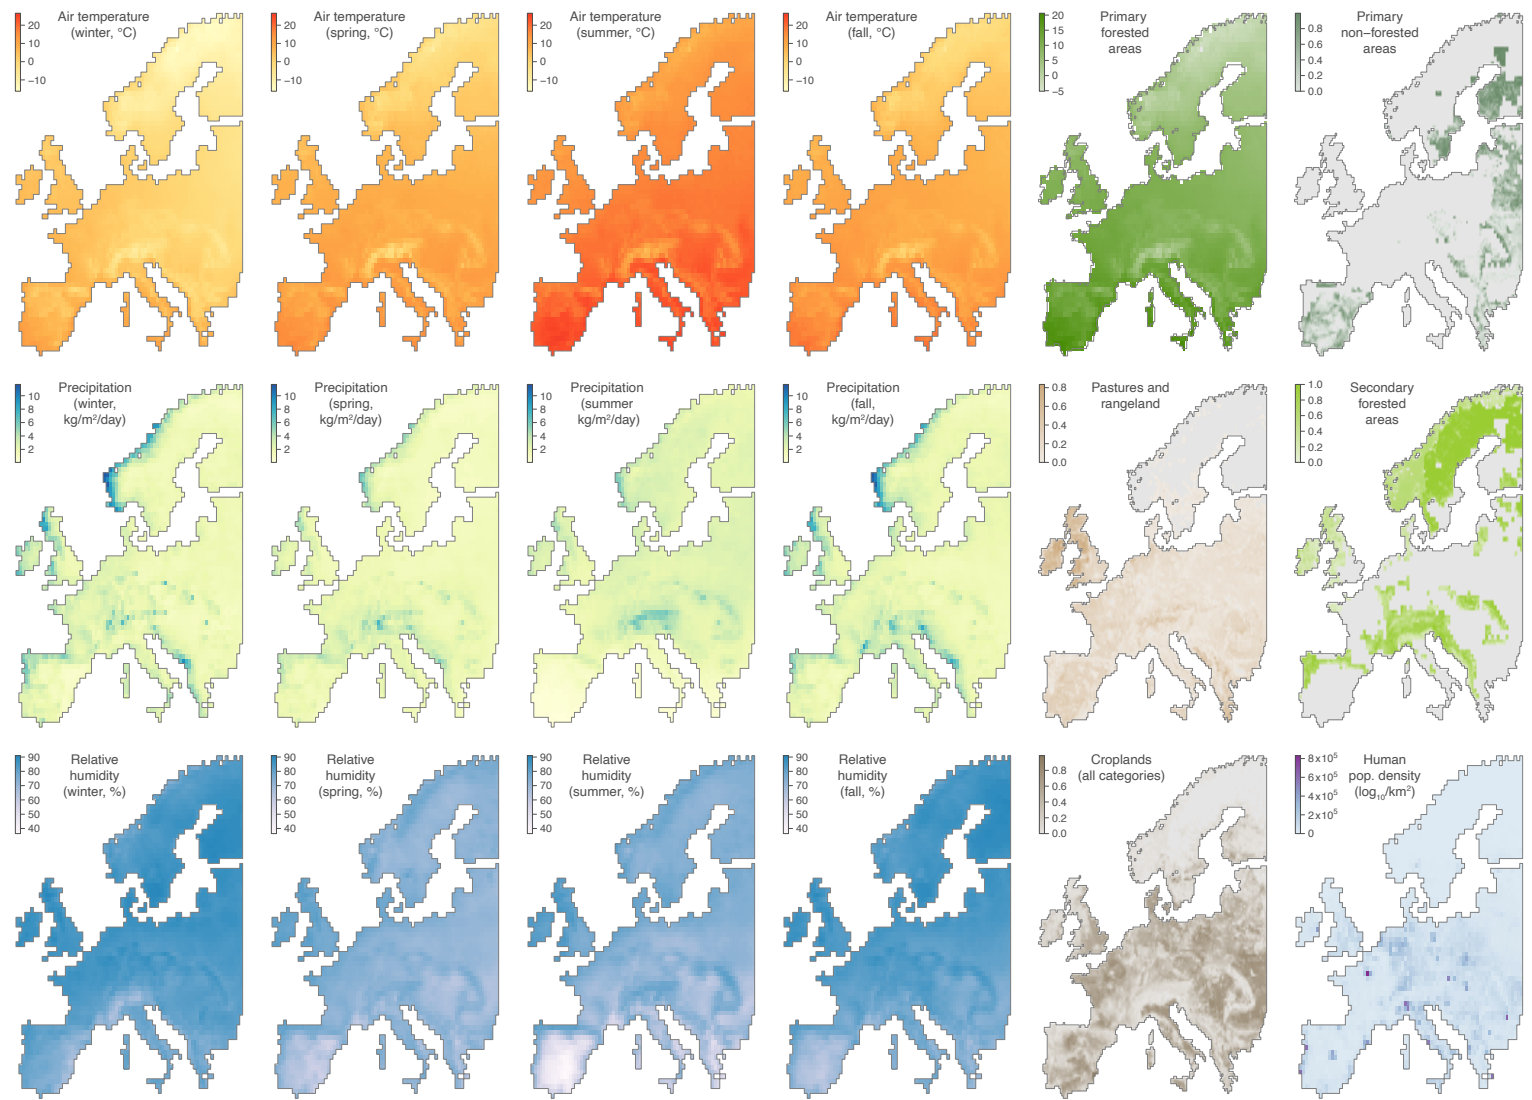 Air temperature
(winter, °C)
10
0
−10
Air temperature
(spring, °C)
10
0
−10
Air temperature
(summer, °C)
20
10
0
−10
Air temperature
(fall, °C)
20
10
0
−10
Primary
forested
areas
20
15
10
5
0
−5
Primary
non−forested
areas
0.8
0.6
0.4
0.2
0.0
Precipitation
(winter,
kg/m²/day)
10
8
6
4
2
Precipitation
(spring,
kg/m²/day)
10
8
6
4
2
Precipitation
(summer
kg/m²/day)
10
8
6
4
2
Precipitation
(fall,
kg/m²/day)
10
8
6
4
2
Pastures and
rangeland
0.8
0.6
0.4
0.2
0.0
Secondary
forested
areas
1.0
0.8
0.6
0.4
0.2
0.0
Relative
humidity
(winter, %)
90
80
70
60
50
40
Relative
humidity
(spring, %)
90
80
70
60
50
40
Relative
humidity
(summer, %)
90
80
70
60
50
40
Relative
humidity
(fall, %)
90
80
70
60
50
40
Croplands
(all categories)
0.8
0.6
0.4
0.2
0.0
Human
pop. density
(log₁₀/km²)
8x10⁵
6x10⁵
4x10⁵
2x10⁵
0